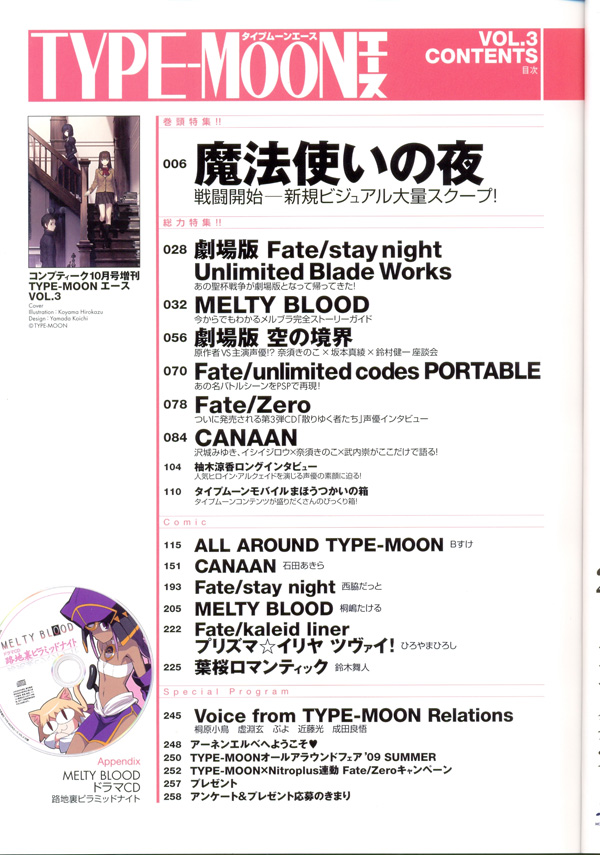 TYPE-MOONエース
タイプムーンエース
VOL.3
CONTENTS
目次
巻頭特集!!
006 魔法使いの夜
戦闘開始─新規ビジュアル大量スクープ!
コンプティーク10月号増刊
TYPE-MOON エース
VOL.3
Cover
Illustration : Koyama Hirokazu
Design : Yamada Koichi
©TYPE-MOON
総力特集!!
028 劇場版 Fate/stay night
Unlimited Blade Works
あの聖杯戦争が劇場版となって帰ってきた!
032 MELTY BLOOD
今からでもわかるメルブラ完全ストーリーガイド
056 劇場版 空の境界
原作者VS主演声優!? 奈須きのこ×坂本真綾×鈴村健一 座談会
070 Fate/unlimited codes PORTABLE
あの名バトルシーンをPSPで再現!
078 Fate/Zero
ついに発売される第3弾CD「散りゆく者たち」声優インタビュー
084 CANAAN
沢城みゆき、イシイジロウ×奈須きのこ×武内崇がここだけで語る!
104 柚木涼香ロングインタビュー
人気ヒロイン・アルクェイドを演じる声優の素顔に迫る!
110 タイプムーンモバイルまほうつかいの箱
タイプムーンコンテンツが盛りだくさんのびっくり箱!
Comic
115 ALL AROUND TYPE-MOON Bすけ
151 CANAAN 石田あきら
193 Fate/stay night 西脇だっと
205 MELTY BLOOD 桐嶋たける
222 Fate/kaleid liner
プリズマ☆イリヤ ツヴァイ! ひろやまひろし
225 葉桜ロマンティック 鈴木舞人
Special Program
245 Voice from TYPE-MOON Relations
桐原小鳥 虚淵玄 ぶよ 近藤光 成田良悟
248 アーネンエルベへようこそ♥
250 TYPE-MOONオールアラウンドフェア'09 SUMMER
252 TYPE-MOON×Nitroplus連動 Fate/Zeroキャンペーン
257 プレゼント
258 アンケート&プレゼント応募のきまり
MELTY BLOOD
路地裏ピラミッドナイト
Appendix
MELTY BLOOD
ドラマCD
路地裏ピラミッドナイト